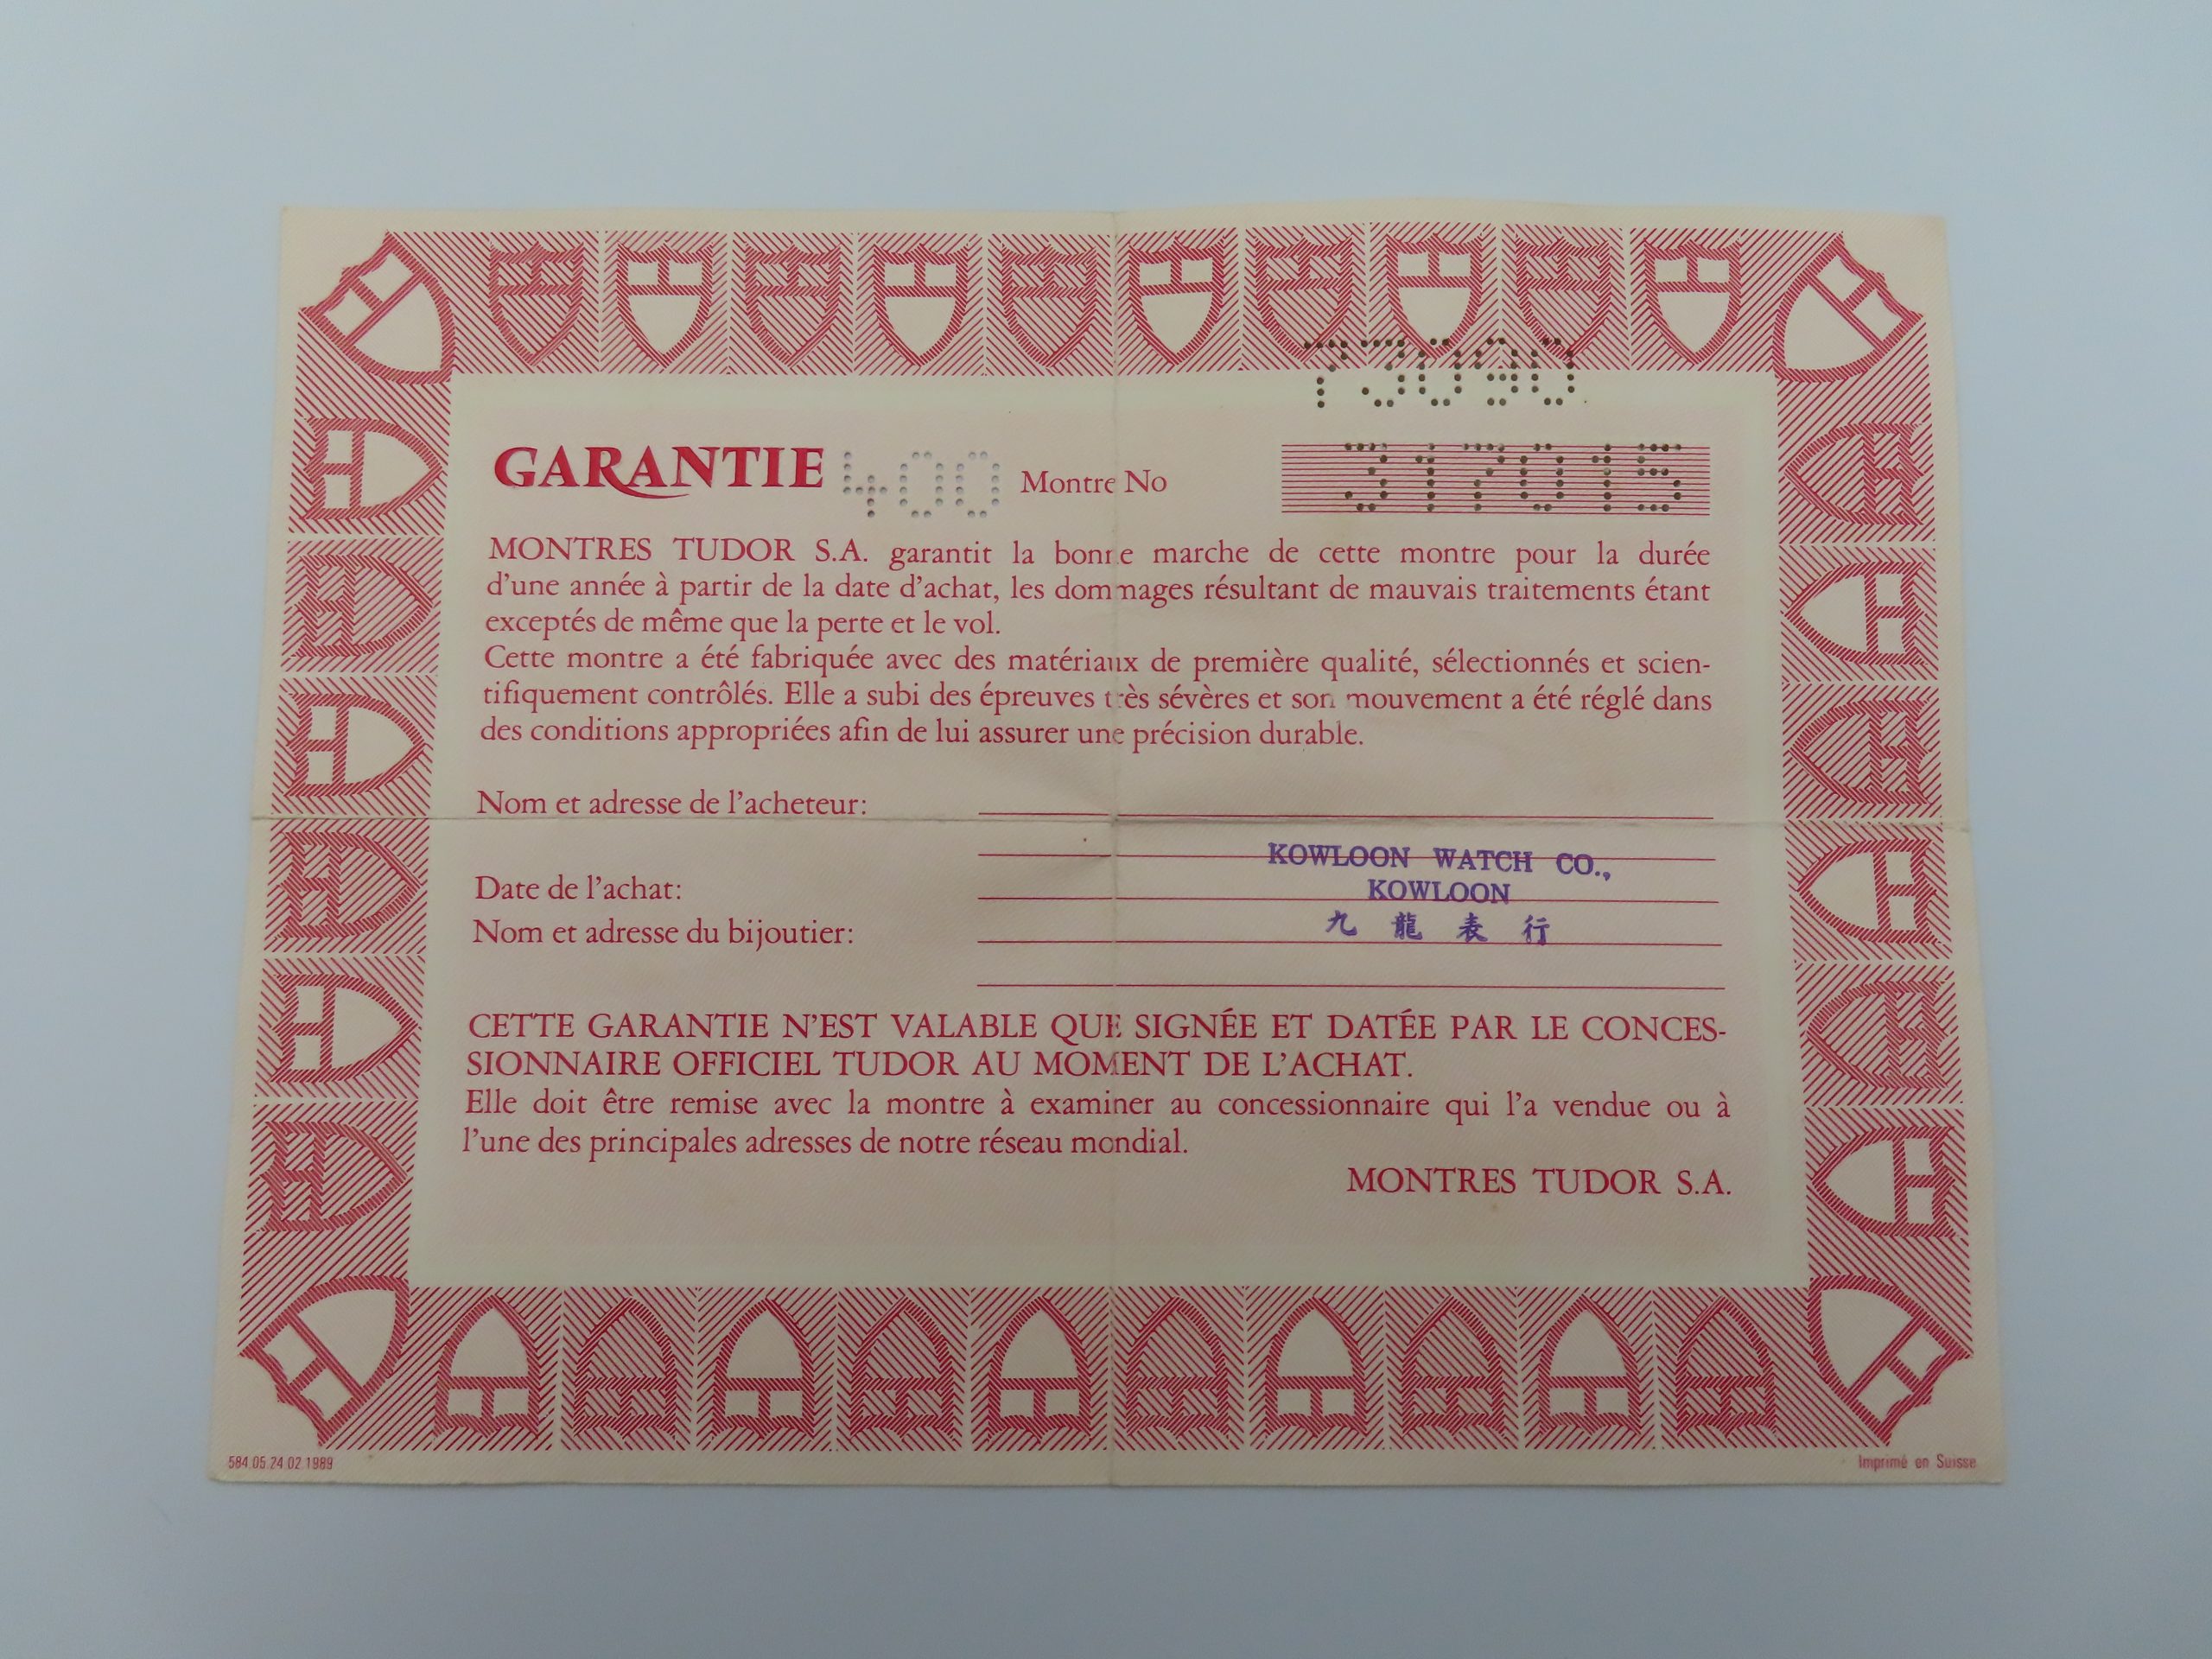 73090
GARANTIE 400 Montre No 317015
MONTRES TUDOR S.A. garantit la bonne marche de cette montre pour la durée
d'une année à partir de la date d'achat, les dommages résultant de mauvais traitements étant
exceptés de même que la perte et le vol.
Cette montre a été fabriquée avec des matériaux de première qualité, sélectionnés et scien-
tifiquement contrôlés. Elle a subi des épreuves très sévères et son mouvement a été réglé dans
des conditions appropriées afin de lui assurer une précision durable.
Nom et adresse de l'acheteur:
KOWLOON WATCH CO.,
Date de l'achat: KOWLOON
Nom et adresse du bijoutier: 九龍表行
CETTE GARANTIE N'EST VALABLE QUE SIGNÉE ET DATÉE PAR LE CONCES-
SIONNAIRE OFFICIEL TUDOR AU MOMENT DE L'ACHAT.
Elle doit être remise avec la montre à examiner au concessionnaire qui l'a vendue ou à
l'une des principales adresses de notre réseau mondial.
MONTRES TUDOR S.A.
584.05.24.02.1989 Imprimé en Suisse